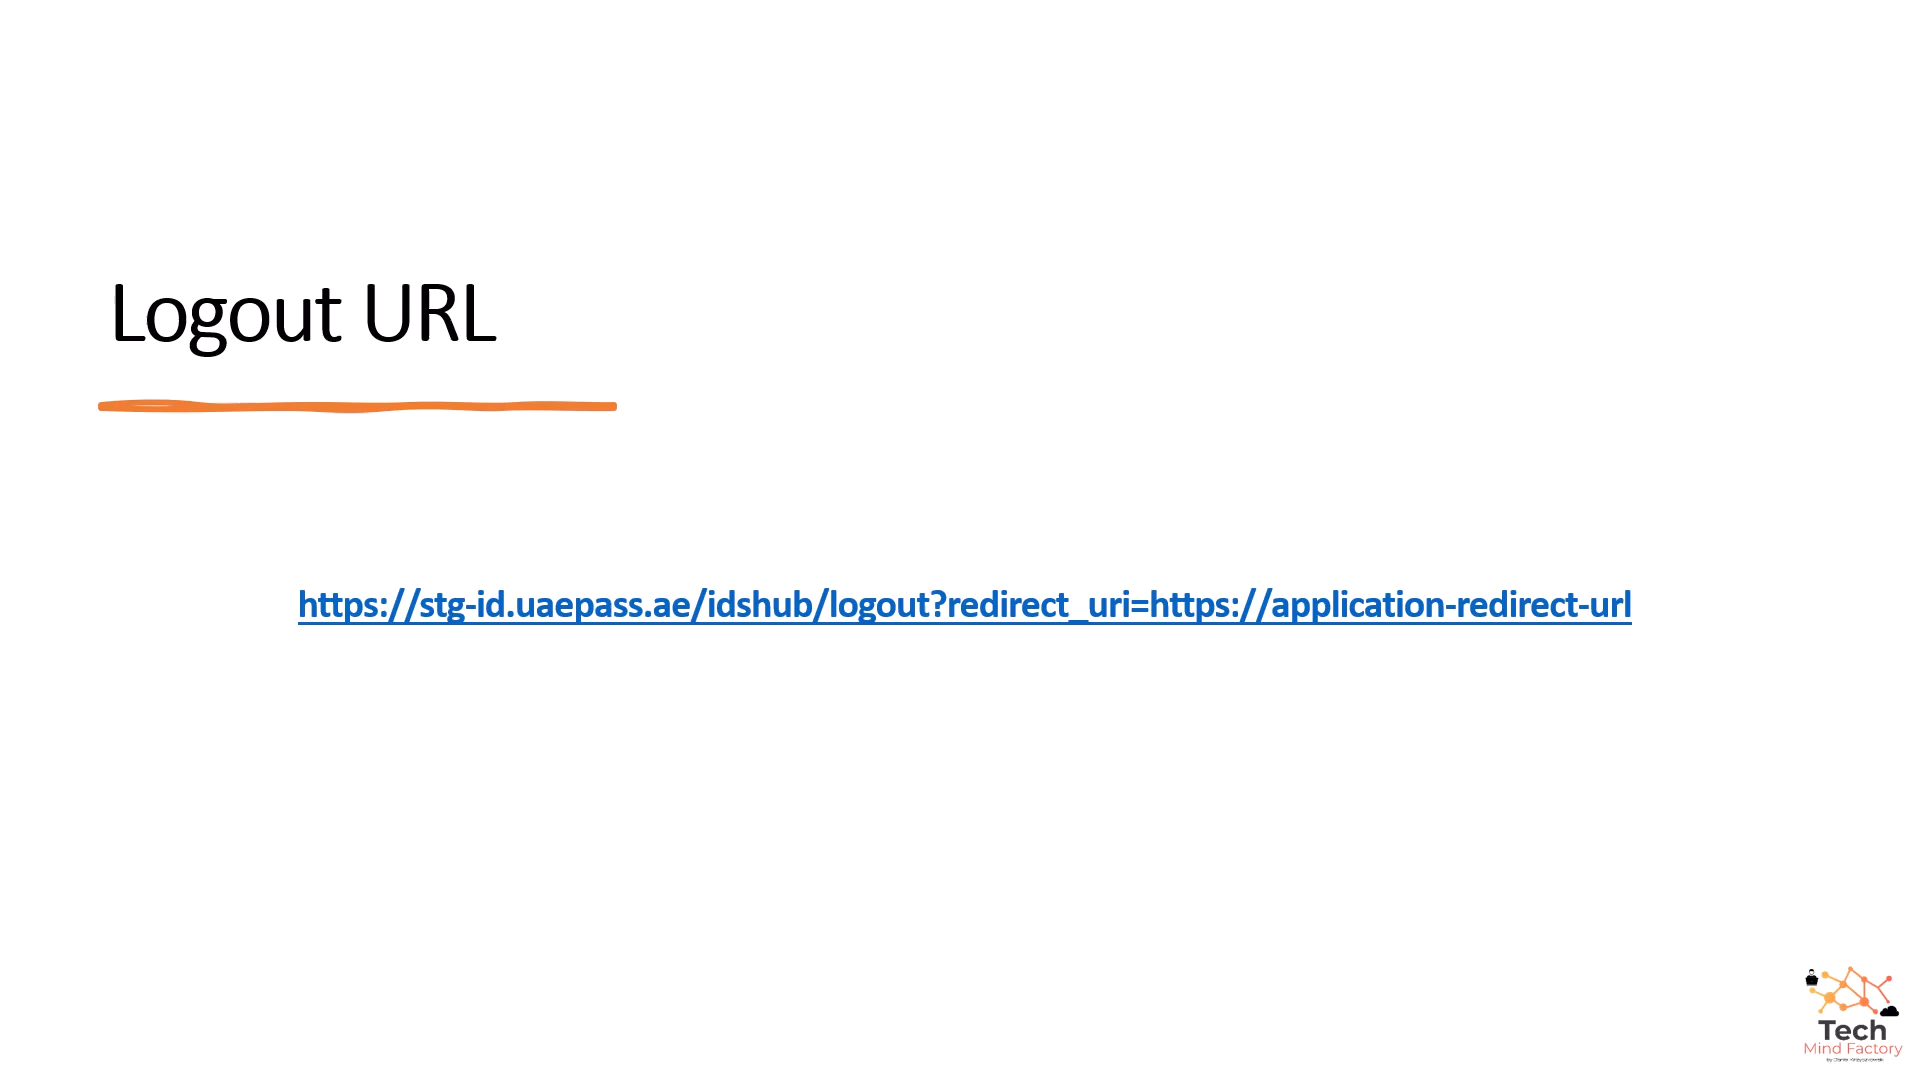 Logout URL
https://stg-id.uaepass.ae/idshub/logout?redirect_uri=https://application-redirect-url
Tech
Mind Factory